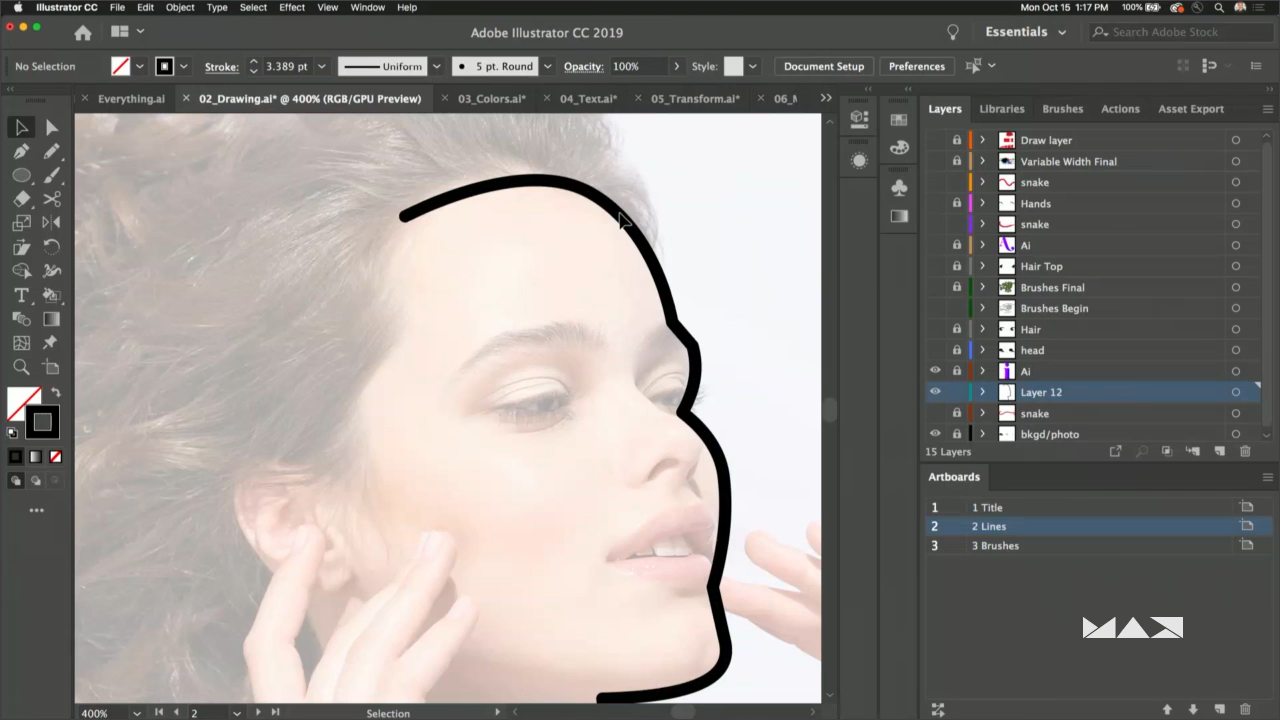 Illustrator CC File Edit Object Type Select Effect View Window Help Mon Oct 15 1:17 PM 100%
Adobe Illustrator CC 2019 Essentials Search Adobe Stock
No Selection Stroke: 3.389 pt Uniform 5 pt. Round Opacity: 100% Style: Document Setup Preferences
Everything.ai 02_Drawing.ai* @ 400% (RGB/GPU Preview) 03_Colors.ai* 04_Text.ai* 05_Transform.ai*
Layers Libraries Brushes Actions Asset Export
Draw layer
Variable Width Final
snake
Hands
snake
Ai
Hair Top
Brushes Final
Brushes Begin
Hair
head
Ai
Layer 12
snake
bkgd/photo
15 Layers
Artboards
1 1 Title
2 2 Lines
3 3 Brushes
MAX
400% 2 Selection